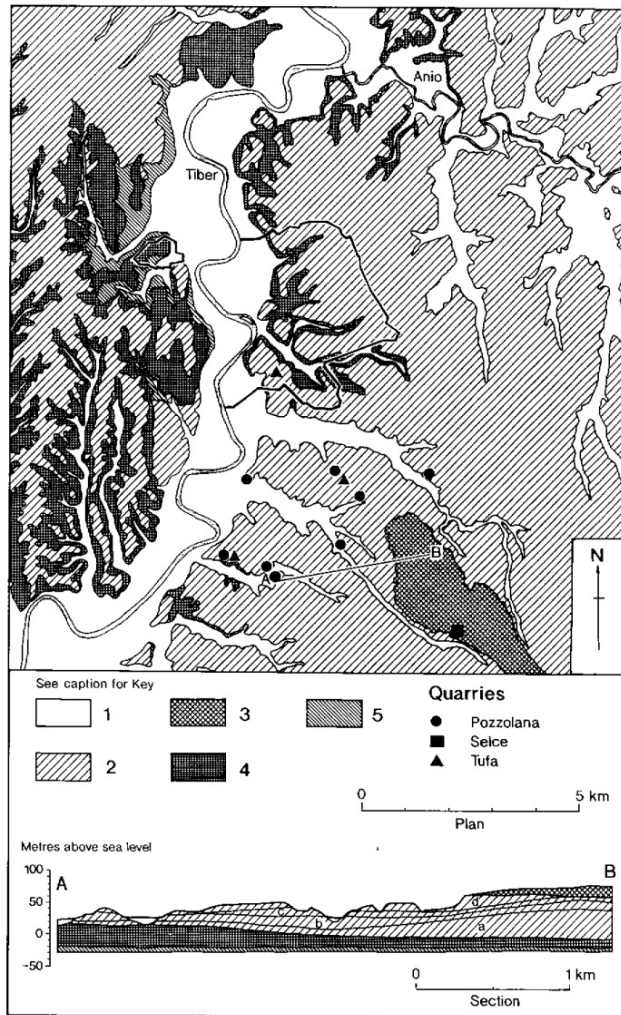 Anio
Tiber
A
B
N
See caption for Key
1
3
5
2
4
Quarries
Pozzolana
Selce
Tufa
0 5 km
Plan
Metres above sea level
A
B
100
50
0
-50
c
b
d
a
0 1 km
Section